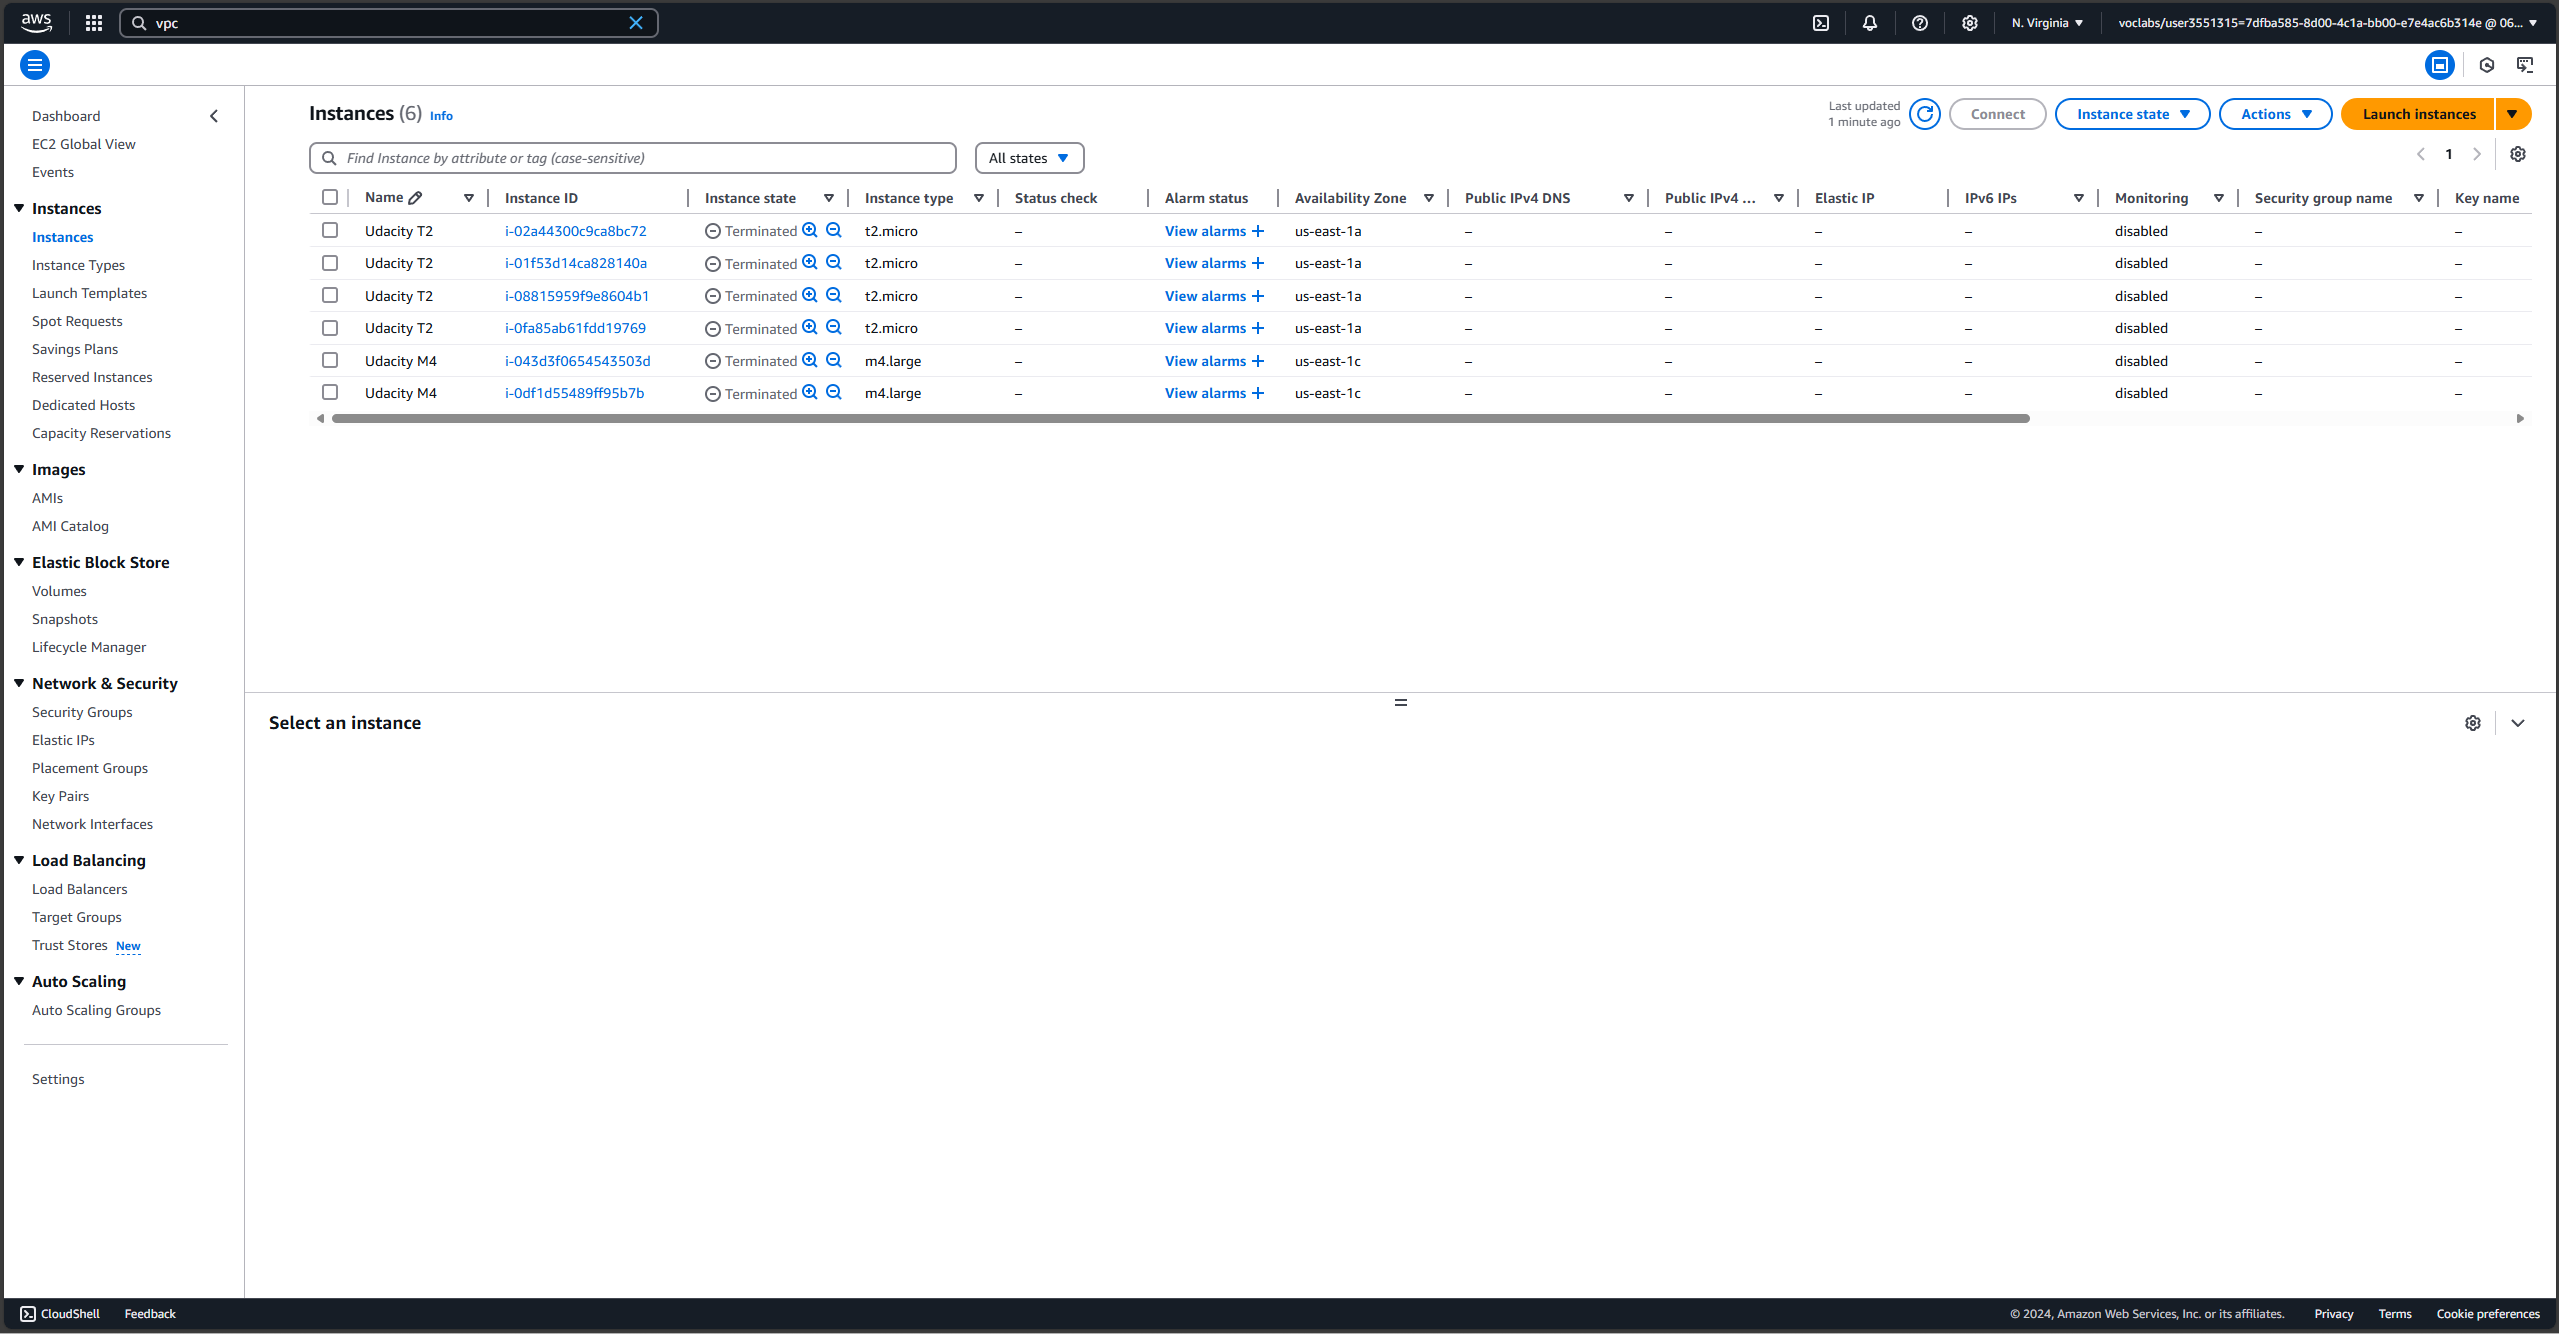 aws
vpc
N. Virginia
voclabs/user3551315=7dfba585-8d00-4c1a-bb00-e7e4ac6b314e @ 06...
Dashboard
EC2 Global View
Events
Instances
Instances
Instance Types
Launch Templates
Spot Requests
Savings Plans
Reserved Instances
Dedicated Hosts
Capacity Reservations
Images
AMIs
AMI Catalog
Elastic Block Store
Volumes
Snapshots
Lifecycle Manager
Network & Security
Security Groups
Elastic IPs
Placement Groups
Key Pairs
Network Interfaces
Load Balancing
Load Balancers
Target Groups
Trust Stores New
Auto Scaling
Auto Scaling Groups
Settings
Instances (6) Info
Last updated
1 minute ago
Connect
Instance state
Actions
Launch instances
Find Instance by attribute or tag (case-sensitive)
All states
1
Name Instance ID Instance state Instance type Status check Alarm status Availability Zone Public IPv4 DNS Public IPv4 ... Elastic IP IPv6 IPs Monitoring Security group name Key name
Udacity T2 i-02a44300c9ca8bc72 Terminated t2.micro – View alarms + us-east-1a – – – – disabled – –
Udacity T2 i-01f53d14ca828140a Terminated t2.micro – View alarms + us-east-1a – – – – disabled – –
Udacity T2 i-08815959f9e8604b1 Terminated t2.micro – View alarms + us-east-1a – – – – disabled – –
Udacity T2 i-0fa85ab61fdd19769 Terminated t2.micro – View alarms + us-east-1a – – – – disabled – –
Udacity M4 i-043d3f0654543503d Terminated m4.large – View alarms + us-east-1c – – – – disabled – –
Udacity M4 i-0df1d55489ff95b7b Terminated m4.large – View alarms + us-east-1c – – – – disabled – –
Select an instance
CloudShell
Feedback
© 2024, Amazon Web Services, Inc. or its affiliates.
Privacy
Terms
Cookie preferences